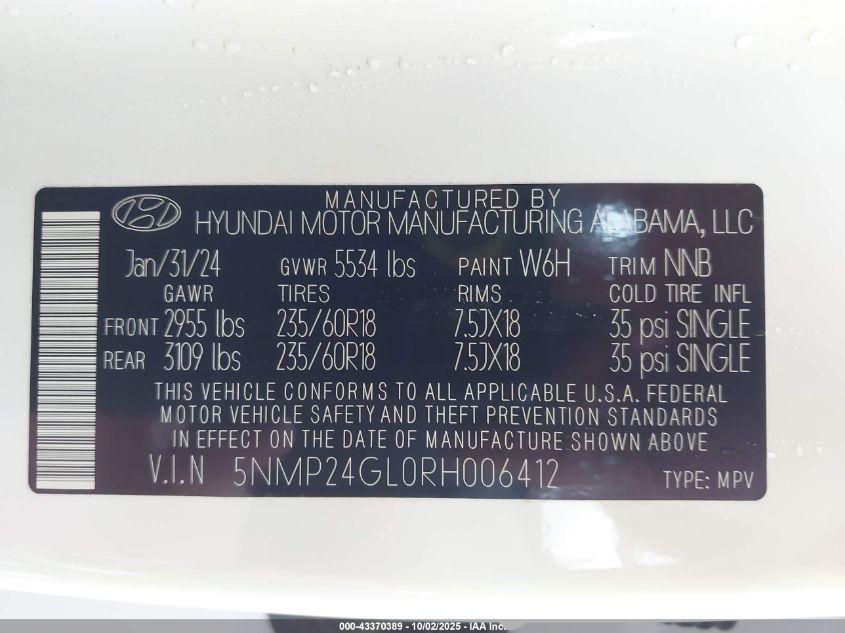 MANUFACTURED BY
HYUNDAI MOTOR MANUFACTURING ALABAMA, LLC
Jan/31/24 GVWR 5534 lbs PAINT W6H TRIM NNB
GAWR TIRES RIMS COLD TIRE INFL
FRONT 2955 lbs 235/60R18 7.5JX18 35 psi SINGLE
REAR 3109 lbs 235/60R18 7.5JX18 35 psi SINGLE
THIS VEHICLE CONFORMS TO ALL APPLICABLE U.S.A. FEDERAL
MOTOR VEHICLE SAFETY AND THEFT PREVENTION STANDARDS
IN EFFECT ON THE DATE OF MANUFACTURE SHOWN ABOVE
V.I.N 5NMP24GL0RH006412 TYPE: MPV
000-43370389 - 10/02/2025 - IAA Inc.